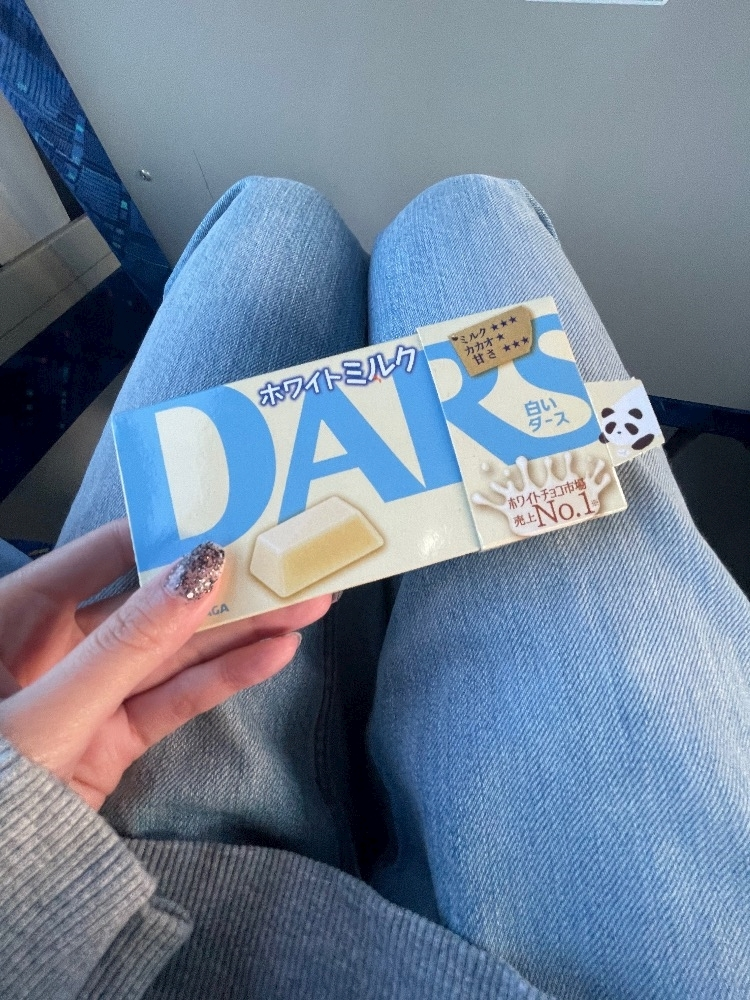 ホワイトミルク
DARS
ミルク ★★★
カカオ ★
甘さ ★★★
白い
ダース
ホワイトチョコ市場
売上No.1※
AGA